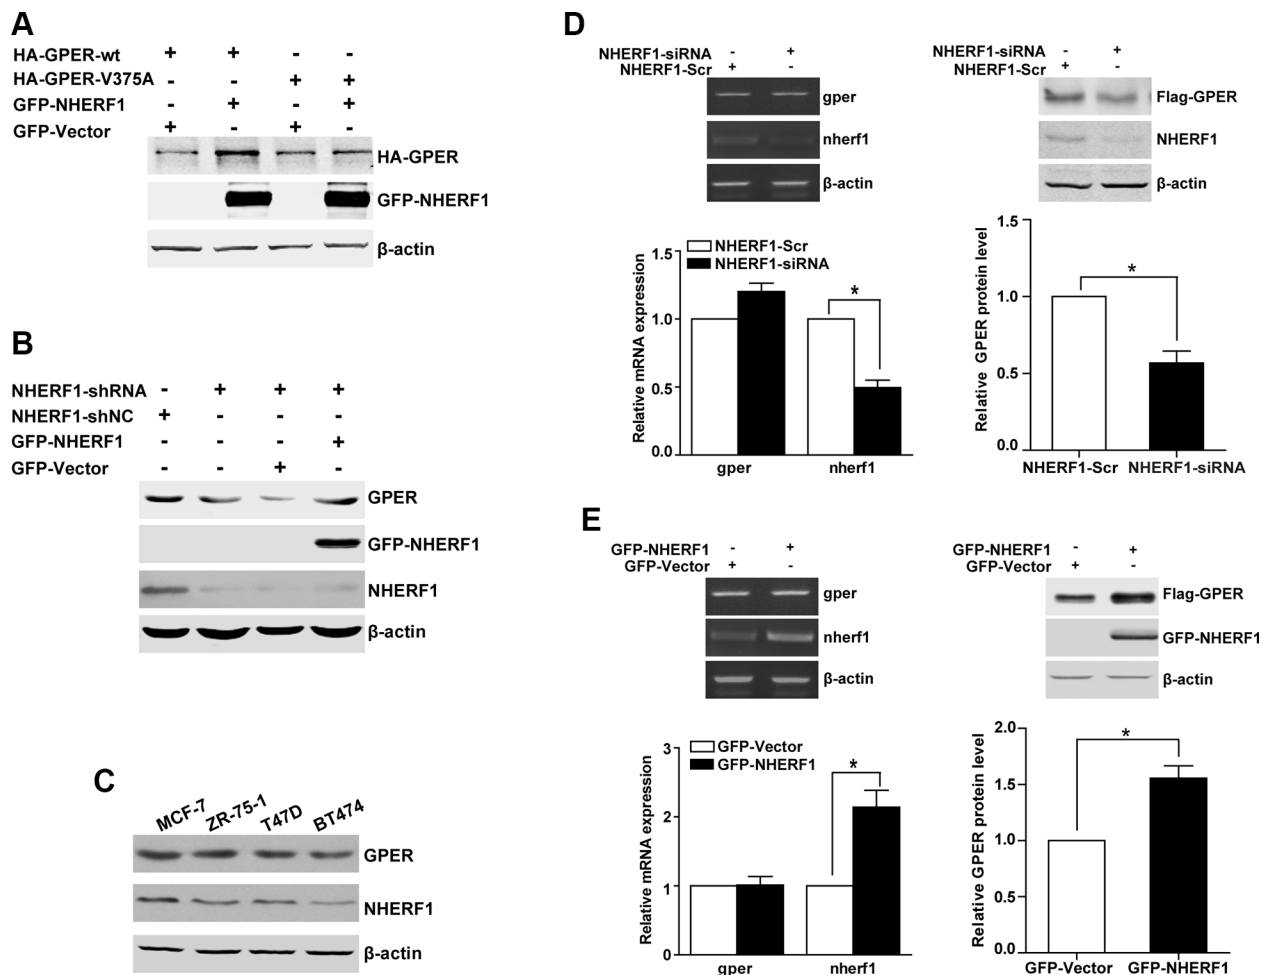 A
HA-GPER-wt + + - -
HA-GPER-V375A - - + +
GFP-NHERF1 - + - +
GFP-Vector + - + -
HA-GPER
GFP-NHERF1
β-actin
B
NHERF1-shRNA - + + +
NHERF1-shNC + - - -
GFP-NHERF1 - - - +
GFP-Vector - - + -
GPER
GFP-NHERF1
NHERF1
β-actin
C
MCF-7 ZR-75-1 T47D BT474
GPER
NHERF1
β-actin
D
NHERF1-siRNA - +
NHERF1-Scr + -
gper
nherf1
β-actin
NHERF1-siRNA - +
NHERF1-Scr + -
Flag-GPER
NHERF1
β-actin
Relative mRNA expression
1.5
1.0
0.5
0.0
NHERF1-Scr
NHERF1-siRNA
*
gper nherf1
Relative GPER protein level
1.5
1.0
0.5
0.0
*
NHERF1-Scr NHERF1-siRNA
E
GFP-NHERF1 - +
GFP-Vector + -
gper
nherf1
β-actin
GFP-NHERF1 - +
GFP-Vector + -
Flag-GPER
GFP-NHERF1
β-actin
Relative mRNA expression
3
2
1
0
GFP-Vector
GFP-NHERF1
*
gper nherf1
Relative GPER protein level
2.0
1.5
1.0
0.5
0.0
*
GFP-Vector GFP-NHERF1